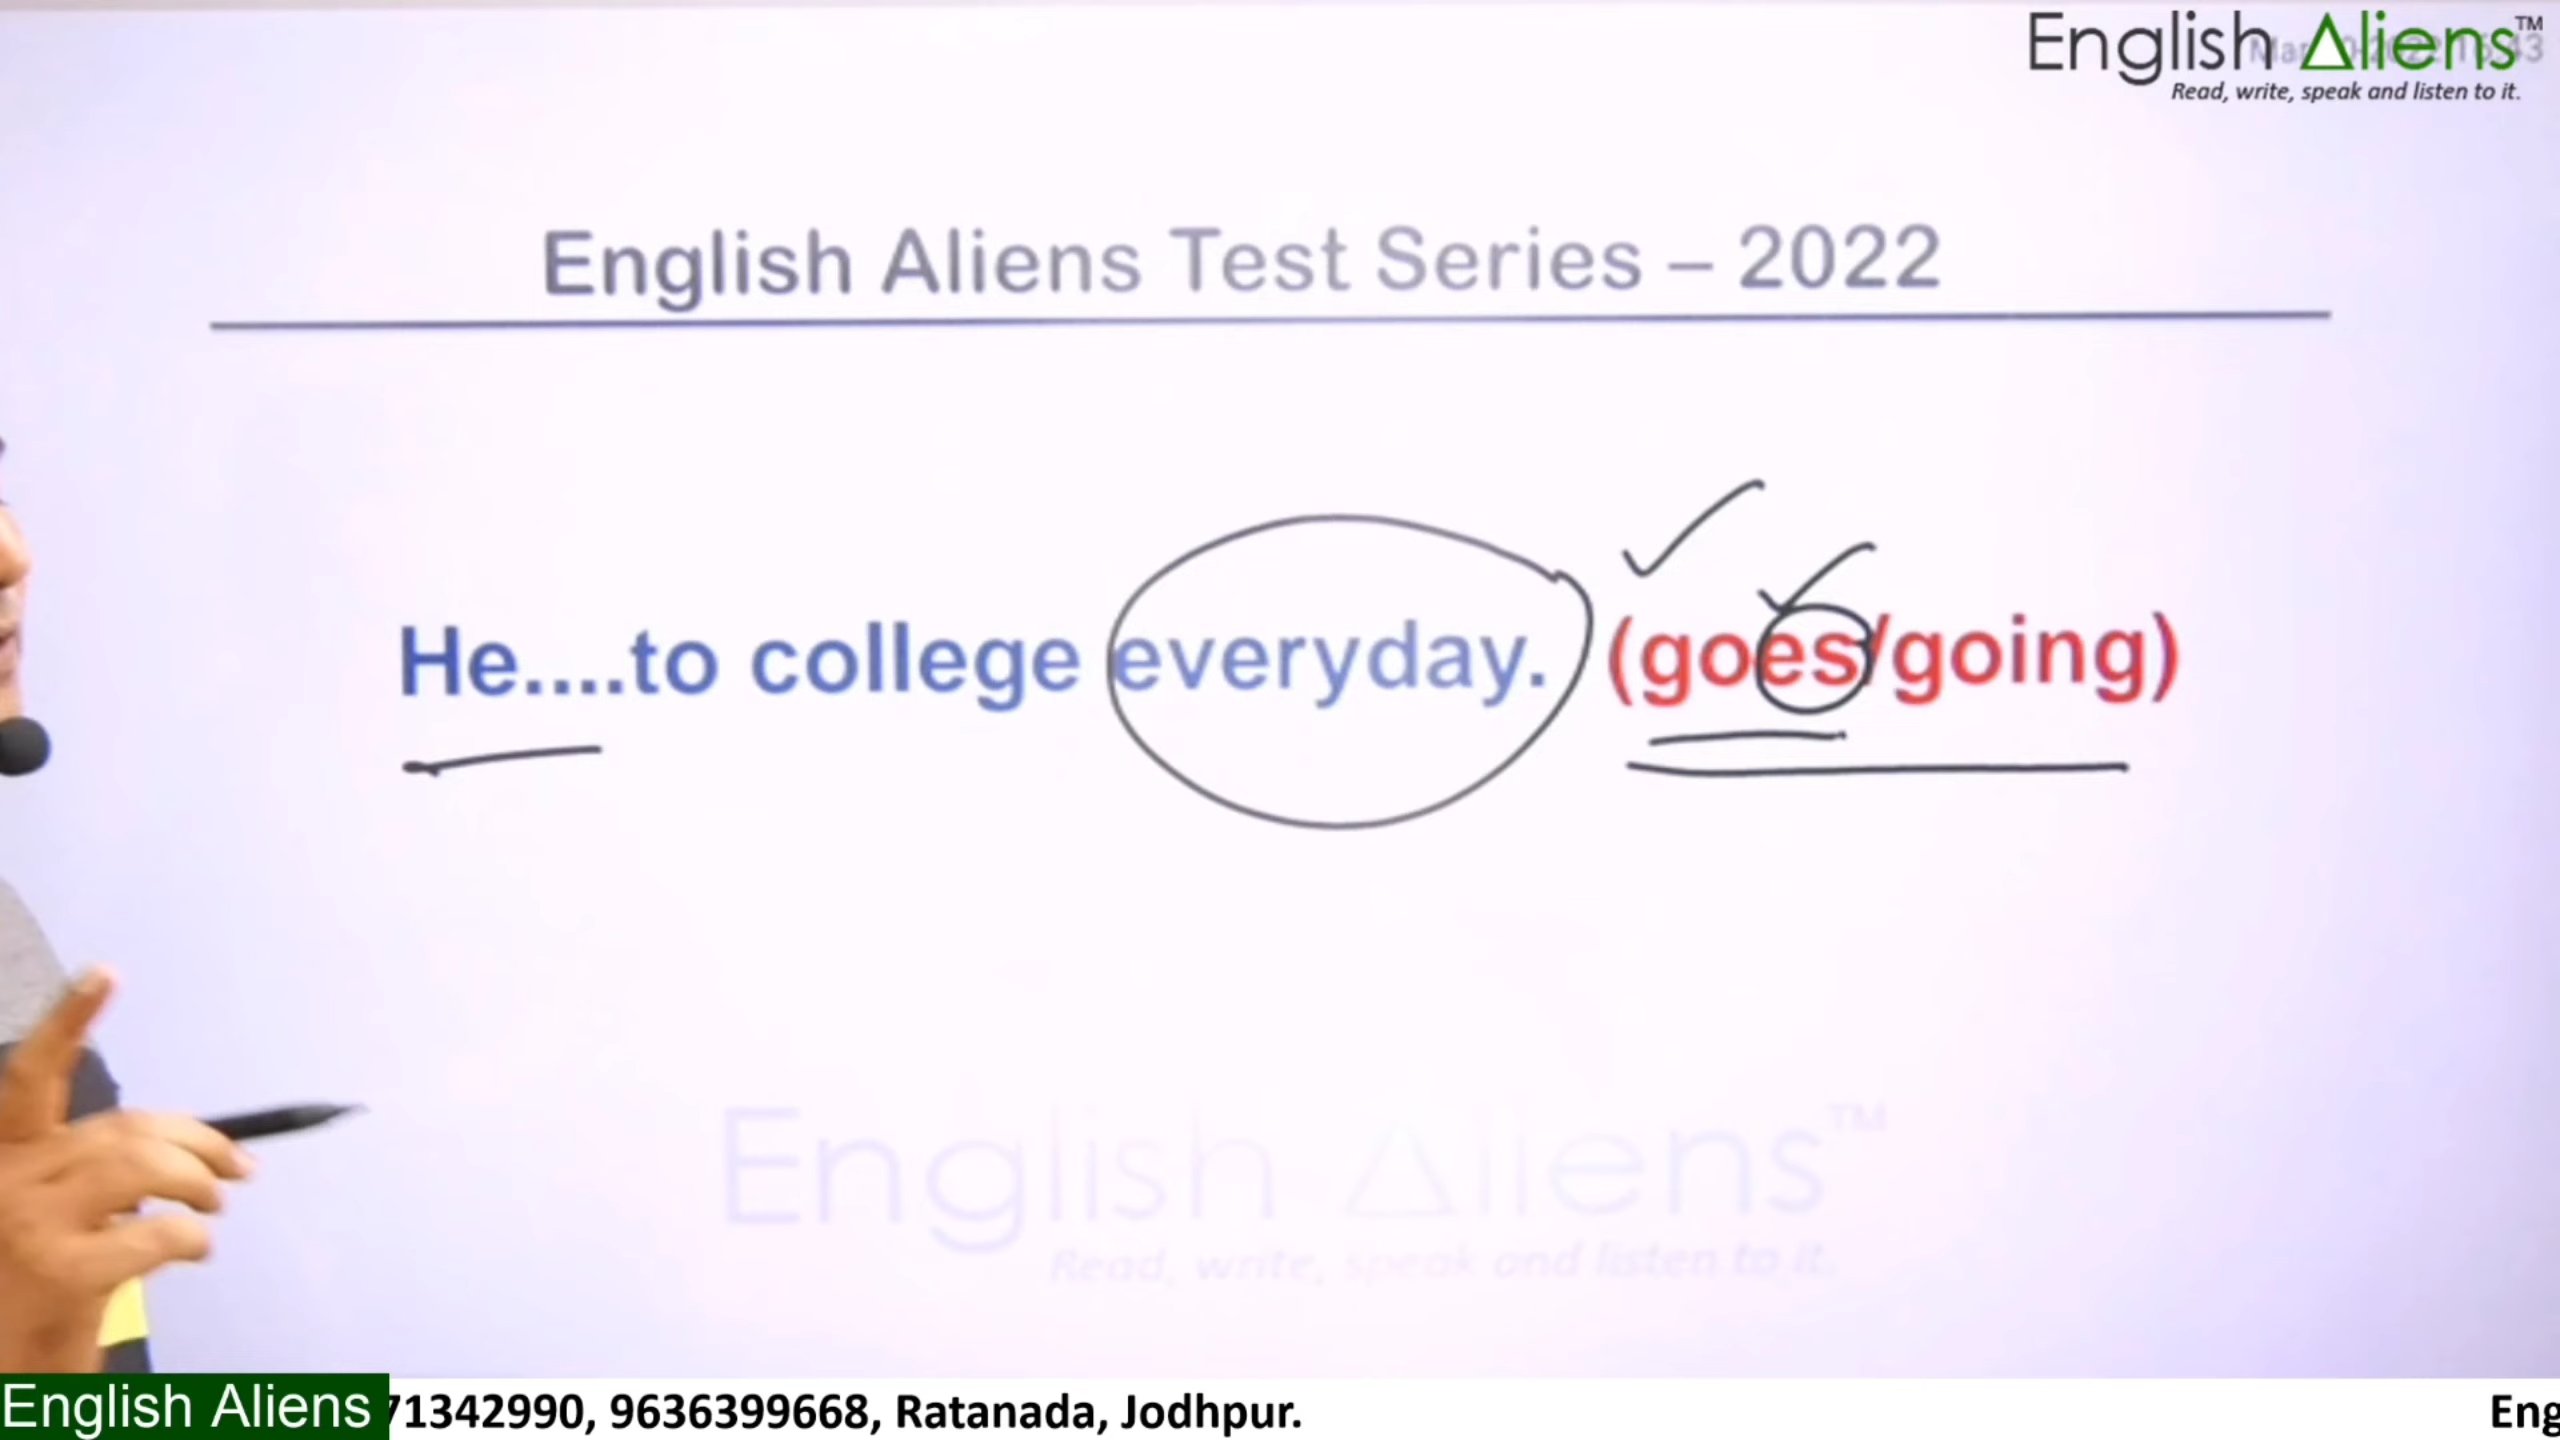 English Aliens™
Read, write, speak and listen to it.
English Aliens Test Series – 2022
He....to college everyday. (goes/going)
English Aliens™
Read, write, speak and listen to it.
English Aliens 71342990, 9636399668, Ratanada, Jodhpur. Eng